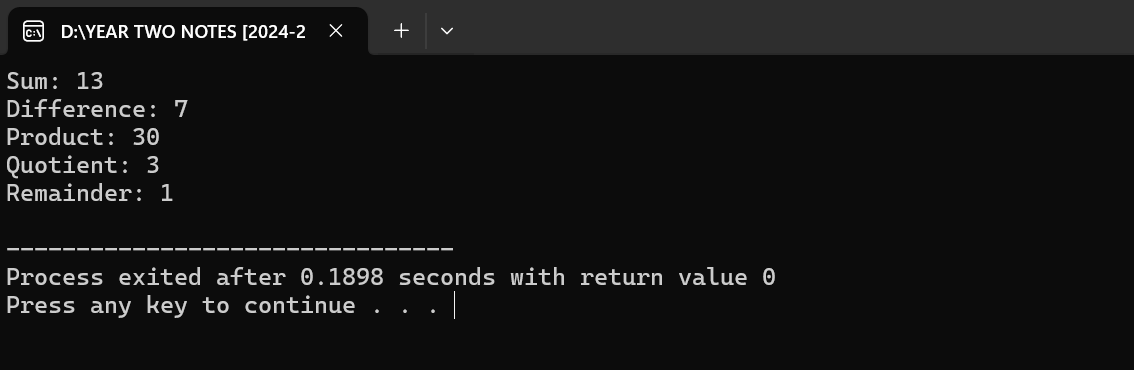 D:\YEAR TWO NOTES [2024-2
Sum: 13
Difference: 7
Product: 30
Quotient: 3
Remainder: 1
--------------------------------
Process exited after 0.1898 seconds with return value 0
Press any key to continue . . .